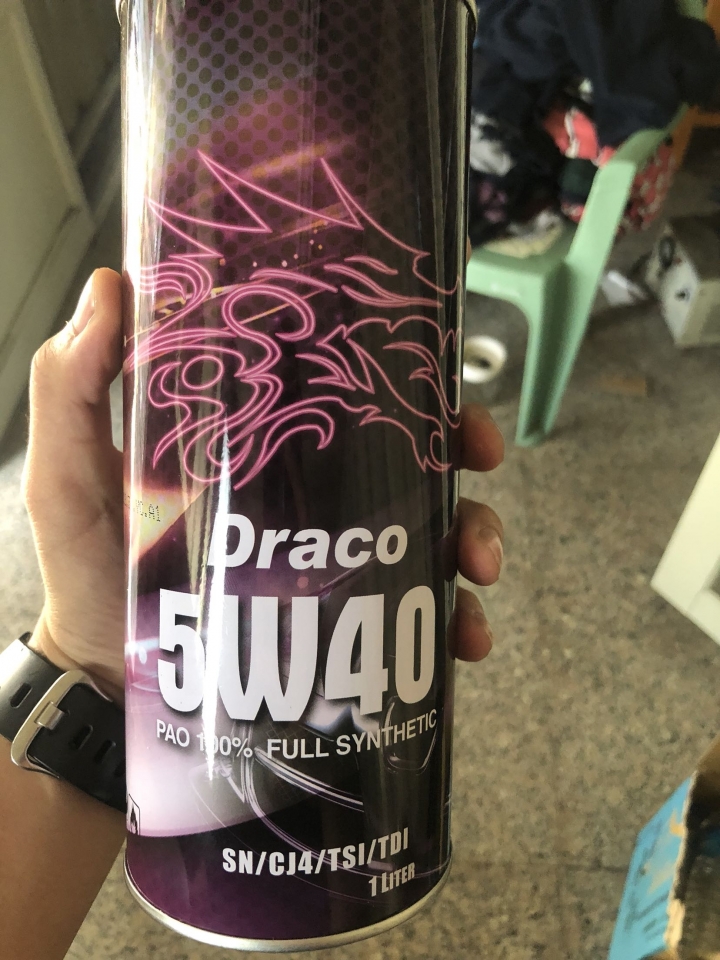 Draco
5W40
PAO 100% FULL SYNTHETIC
SN/CJ4/TSI/TDI
1 LITER